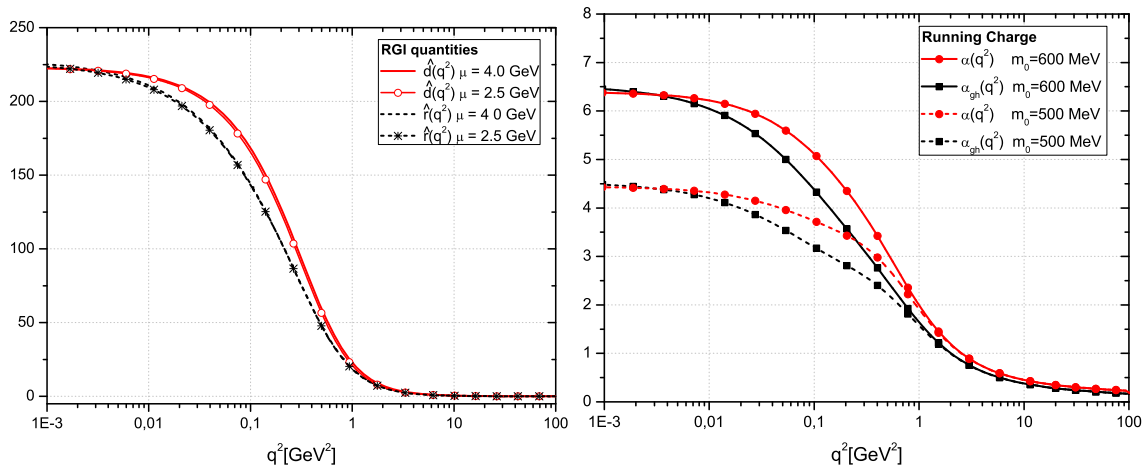 250
200
150
100
50
0
1E-3
0,01
0,1
1
10
100
q²[GeV²]
RGI quantities
d̂(q²) μ = 4.0 GeV
d̂(q²) μ = 2.5 GeV
r̂(q²) μ = 4 0 GeV
r̂(q²) μ = 2.5 GeV
8
7
6
5
4
3
2
1
0
1E-3
0,01
0,1
1
10
100
q²[GeV²]
Running Charge
α(q²) m₀=600 MeV
α_gh(q²) m₀=600 MeV
α(q²) m₀=500 MeV
α_gh(q²) m₀=500 MeV